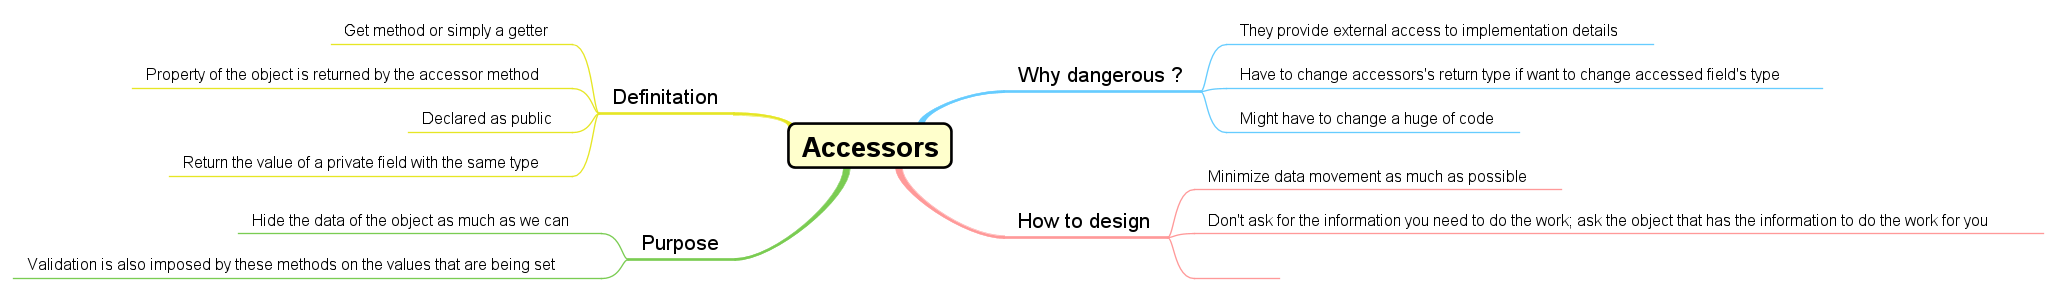 Accessors
Definitation
Get method or simply a getter
Property of the object is returned by the accessor method
Declared as public
Return the value of a private field with the same type
Purpose
Hide the data of the object as much as we can
Validation is also imposed by these methods on the values that are being set
Why dangerous ?
They provide external access to implementation details
Have to change accessors's return type if want to change accessed field's type
Might have to change a huge of code
How to design
Minimize data movement as much as possible
Don't ask for the information you need to do the work; ask the object that has the information to do the work for you